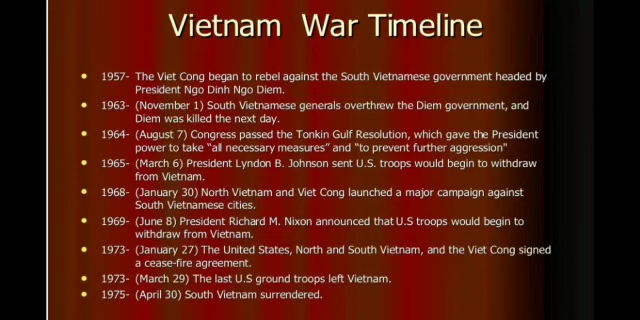 Vietnam War Timeline
1957- The Viet Cong began to rebel against the South Vietnamese government headed by
President Ngo Dinh Ngo Diem.
1963- (November 1) South Vietnamese generals overthrew the Diem government, and
Diem was killed the next day.
1964- (August 7) Congress passed the Tonkin Gulf Resolution, which gave the President
power to take “all necessary measures” and “to prevent further aggression"
1965- (March 6) President Lyndon B. Johnson sent U.S. troops would begin to withdraw
from Vietnam.
1968- (January 30) North Vietnam and Viet Cong launched a major campaign against
South Vietnamese cities.
1969- (June 8) President Richard M. Nixon announced that U.S troops would begin to
withdraw from Vietnam.
1973- (January 27) The United States, North and South Vietnam, and the Viet Cong signed
a cease-fire agreement.
1973- (March 29) The last U.S ground troops left Vietnam.
1975- (April 30) South Vietnam surrendered.